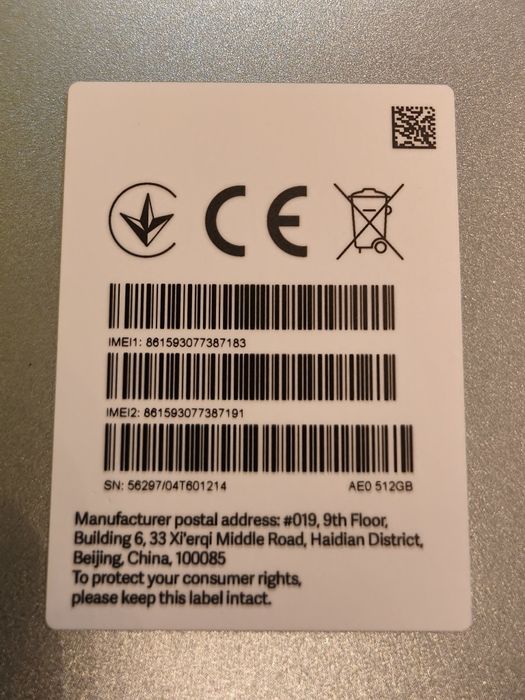 CE
IMEI1: 861593077387183
IMEI2: 861593077387191
SN: 56297/04T601214 AE0 512GB
Manufacturer postal address: #019, 9th Floor,
Building 6, 33 Xi'erqi Middle Road, Haidian District,
Beijing, China, 100085
To protect your consumer rights,
please keep this label intact.